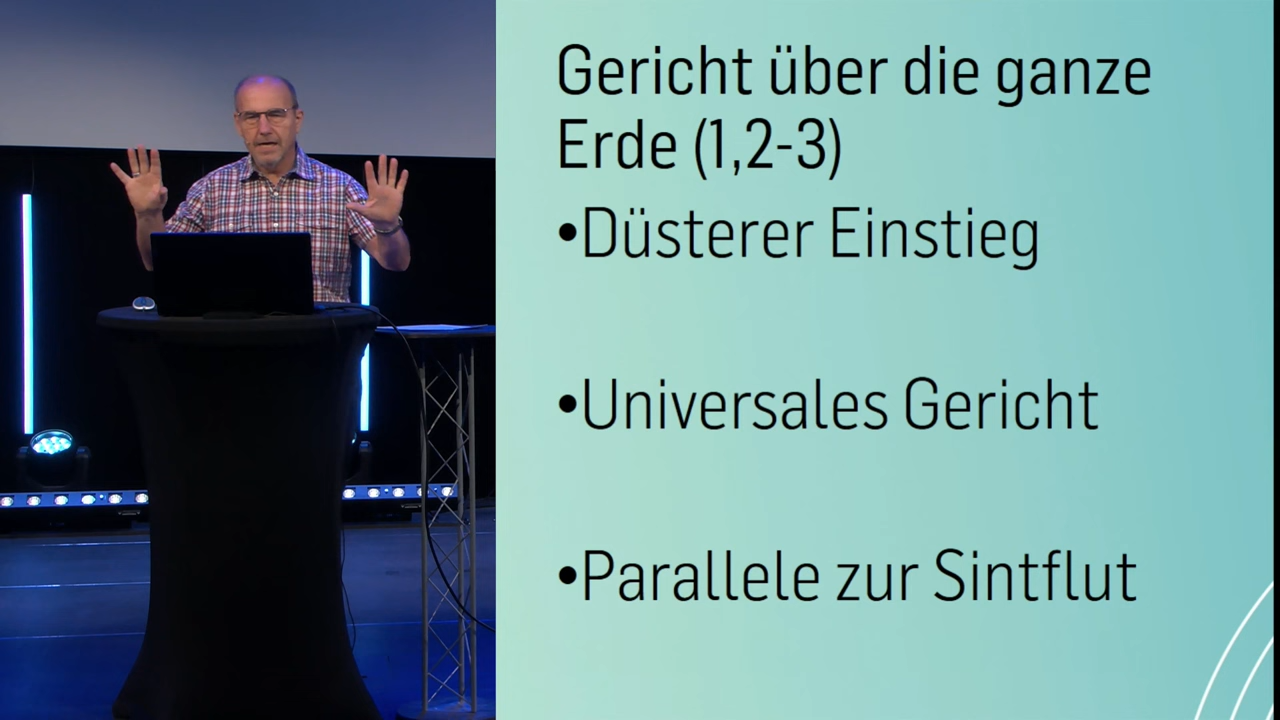 Gericht über die ganze
Erde (1,2-3)
•Düsterer Einstieg
•Universales Gericht
•Parallele zur Sintflut